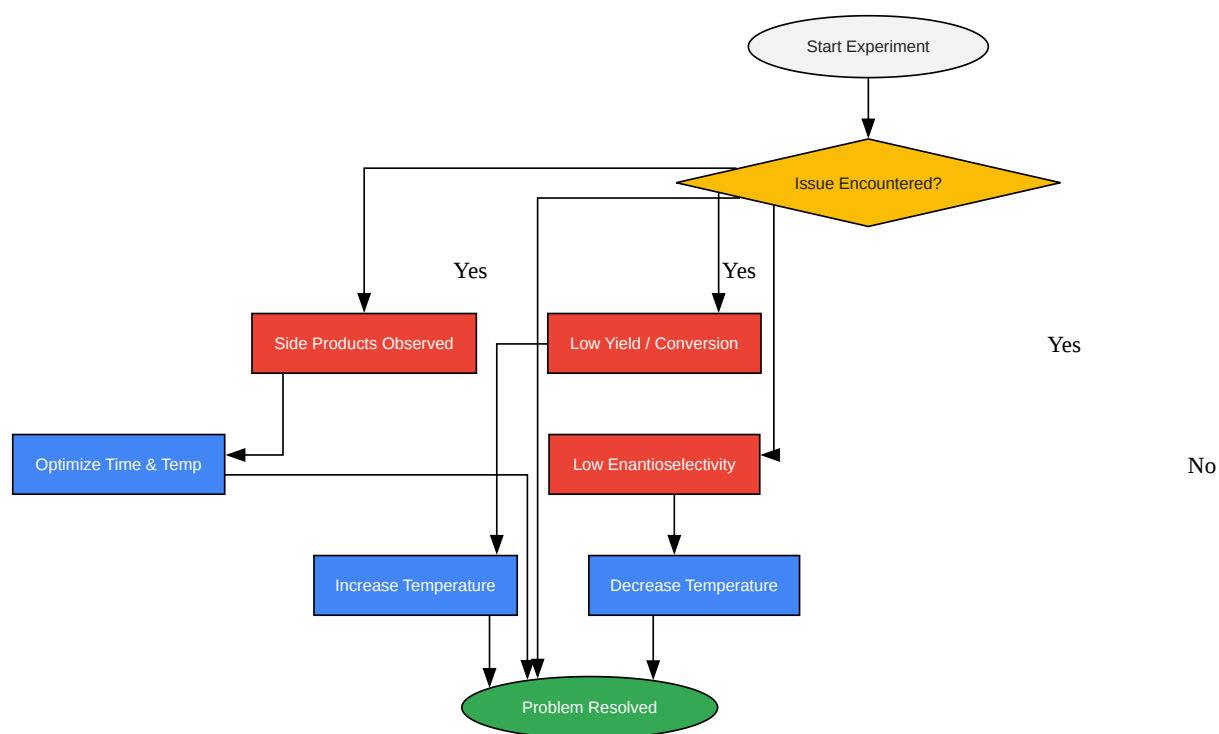 Start Experiment
Issue Encountered?
Yes
Yes
Side Products Observed
Low Yield / Conversion
Yes
Optimize Time & Temp
Low Enantioselectivity
No
Increase Temperature
Decrease Temperature
Problem Resolved